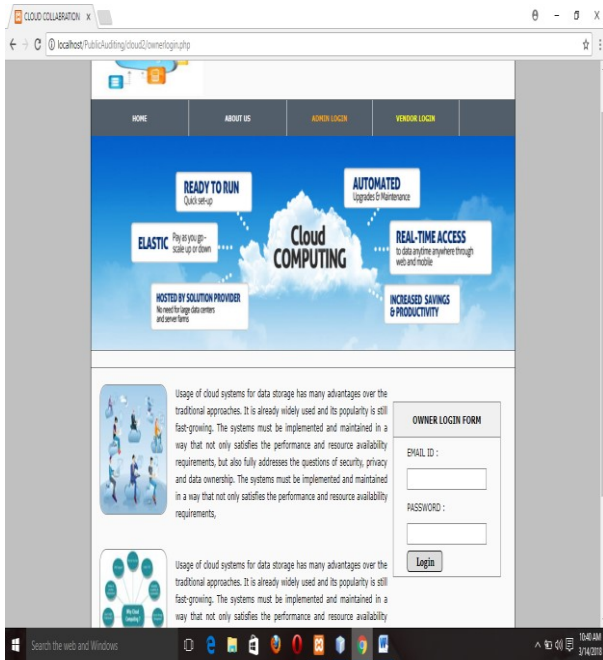 CLOUD COLLABRATION
localhost/PublicAuditing/cloud2/ownerlogin.php
HOME ABOUT US ADMIN LOGIN VENDOR LOGIN
READY TO RUN
Quick set-up
AUTOMATED
Upgrades & Maintenance
ELASTIC Pay as you go–
scale up or down
Cloud
COMPUTING
REAL-TIME ACCESS
to data anytime anywhere through
web and mobile
HOSTED BY SOLUTION PROVIDER
No need for large data centers
and server farms
INCREASED SAVINGS
& PRODUCTIVITY
Usage of cloud systems for data storage has many advantages over the
traditional approaches. It is already widely used and its popularity is still
fast-growing. The systems must be implemented and maintained in a
way that not only satisfies the performance and resource availability
requirements, but also fully addresses the questions of security, privacy
and data ownership. The systems must be implemented and maintained
in a way that not only satisfies the performance and resource availability
requirements,
OWNER LOGIN FORM
EMAIL ID :
PASSWORD :
Login
Why Cloud
Computing ?
Usage of cloud systems for data storage has many advantages over the
traditional approaches. It is already widely used and its popularity is still
fast-growing. The systems must be implemented and maintained in a
way that not only satisfies the performance and resource availability
Search the web and Windows
10:40 AM
3/14/2018